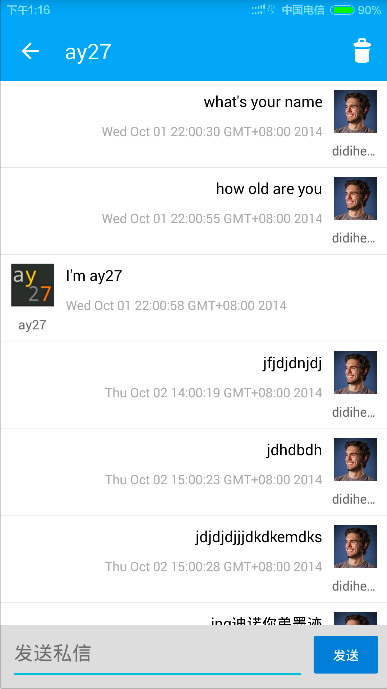 下午1:16
中国电信
90%
ay27
what's your name
Wed Oct 01 22:00:30 GMT+08:00 2014
didihe...
how old are you
Wed Oct 01 22:00:55 GMT+08:00 2014
didihe...
ay
27
I'm ay27
Wed Oct 01 22:00:58 GMT+08:00 2014
ay27
jfjdjdnjdj
Thu Oct 02 14:00:19 GMT+08:00 2014
didihe...
jdhdbdh
Thu Oct 02 15:00:23 GMT+08:00 2014
didihe...
jdjdjdjjjdkdkemdks
Thu Oct 02 15:00:28 GMT+08:00 2014
didihe...
发送私信
发送